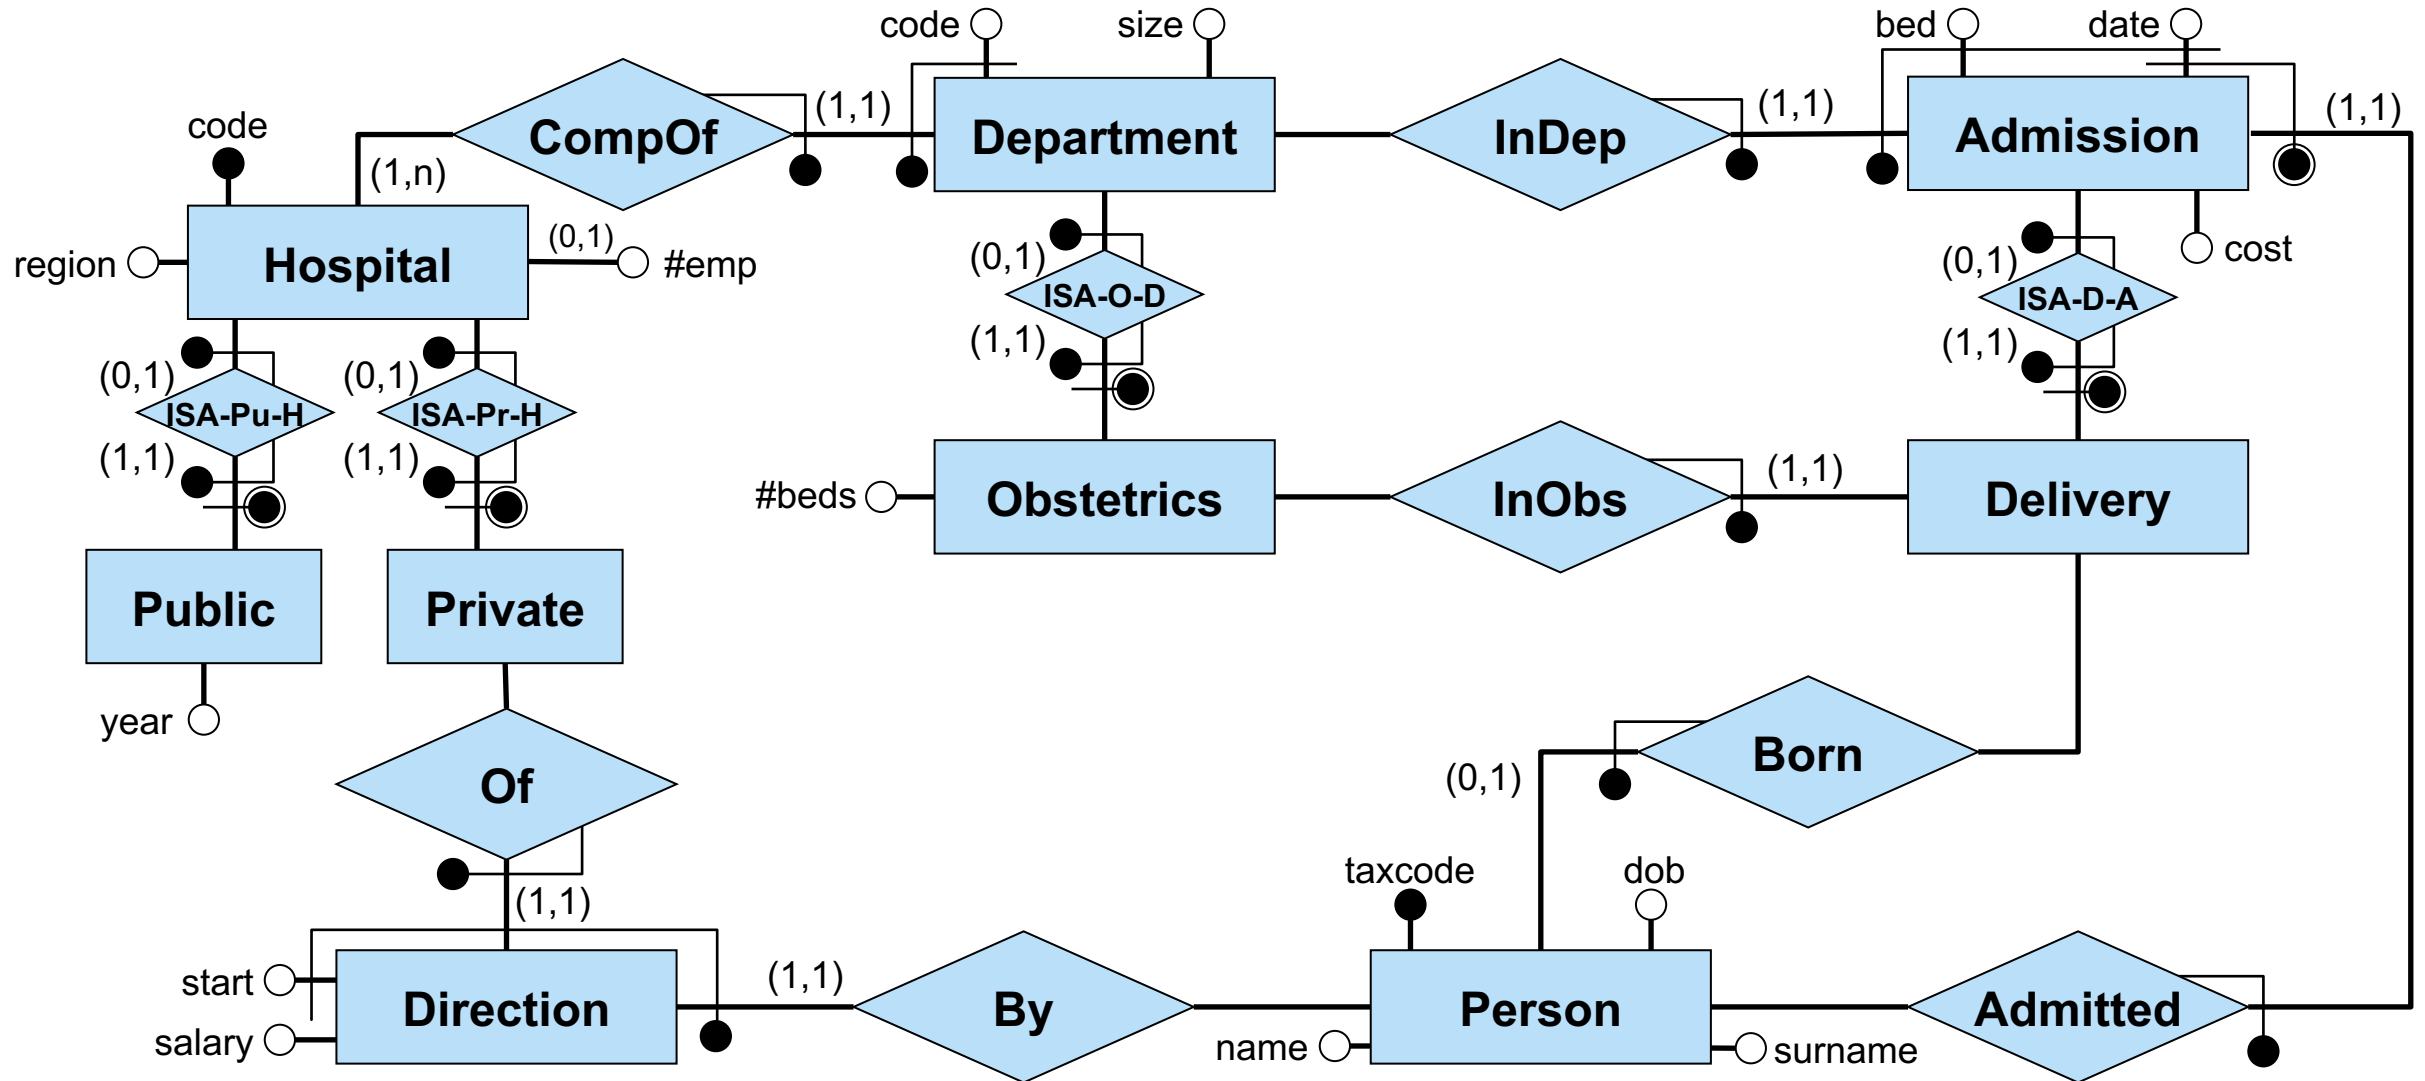 code
size
bed
date
code
CompOf
(1,1)
Department
InDep
(1,1)
Admission
(1,1)
(1,n)
region
Hospital
(0,1)
#emp
(0,1)
ISA-O-D
(1,1)
(0,1)
ISA-D-A
(1,1)
cost
(0,1)
ISA-Pu-H
(1,1)
(0,1)
ISA-Pr-H
(1,1)
#beds
Obstetrics
InObs
(1,1)
Delivery
Public
Private
year
Of
(0,1)
Born
(1,1)
taxcode
dob
start
salary
Direction
(1,1)
By
Person
name
surname
Admitted